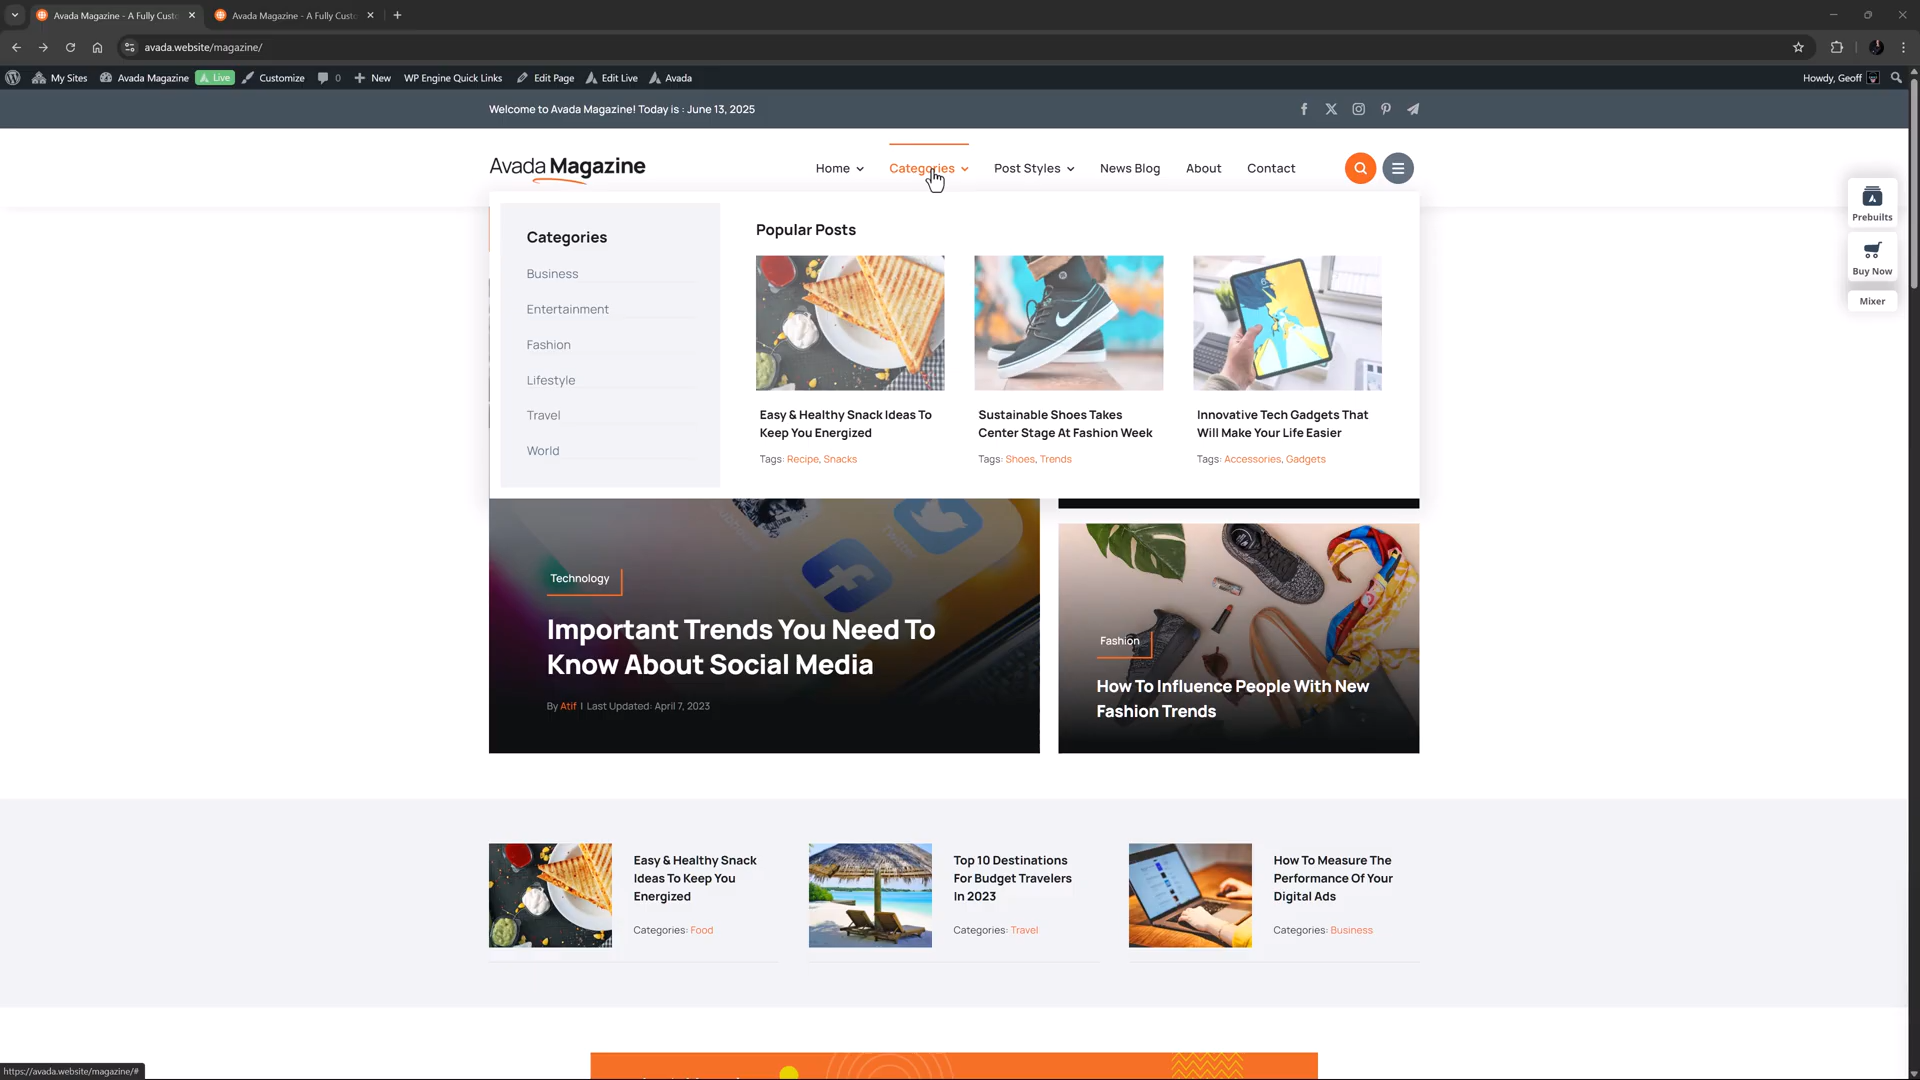 Avada Magazine - A Fully Custo
Avada Magazine - A Fully Custo
avada.website/magazine/
My Sites
Avada Magazine
Live
Customize
0
New
WP Engine Quick Links
Edit Page
Edit Live
Avada
Howdy, Geoff
Welcome to Avada Magazine! Today is : June 13, 2025
Avada Magazine
Home
Categories
Post Styles
News Blog
About
Contact
Prebuilts
Buy Now
Mixer
Categories
Business
Entertainment
Fashion
Lifestyle
Travel
World
Popular Posts
Easy & Healthy Snack Ideas To
Keep You Energized
Tags: Recipe, Snacks
Sustainable Shoes Takes
Center Stage At Fashion Week
Tags: Shoes, Trends
Innovative Tech Gadgets That
Will Make Your Life Easier
Tags: Accessories, Gadgets
Twitter
Technology
Important Trends You Need To
Know About Social Media
By Atif | Last Updated: April 7, 2023
Fashion
How To Influence People With New
Fashion Trends
Easy & Healthy Snack
Ideas To Keep You
Energized
Categories: Food
Top 10 Destinations
For Budget Travelers
In 2023
Categories: Travel
How To Measure The
Performance Of Your
Digital Ads
Categories: Business
https://avada.website/magazine/#